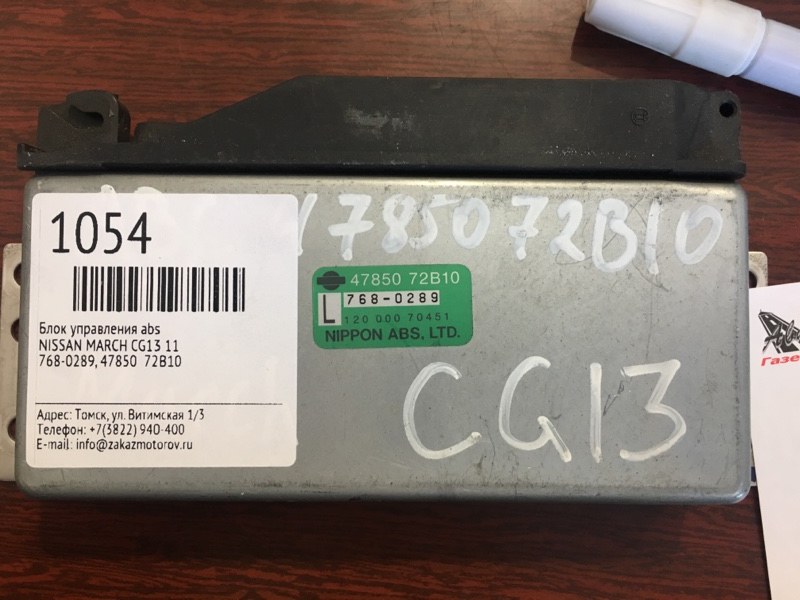 17850 72B10
1054
47850 72B10
L 768-0289
120 000 70451
NIPPON ABS, LTD.
Блок управления abs
NISSAN MARCH CG13 11
768-0289, 47850 72B10
CG13
Адрес: Томск, ул. Витимская 1/3
Телефон: +7(3822) 940-400
E-mail: info@zakazmotorov.ru
Газе